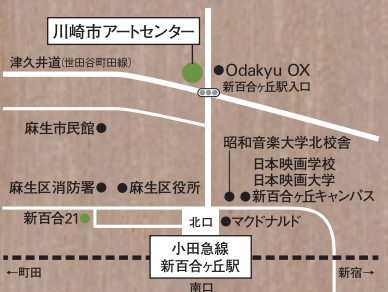 川崎市アートセンター
津久井道(世田谷町田線)
●Odakyu OX
新百合ヶ丘駅入口
麻生市民館●
昭和音楽大学北校舎
日本映画学校
日本映画大学
麻生区消防署●
●麻生区役所
●●新百合ヶ丘キャンパス
新百合21●
北口
●マクドナルド
小田急線
新百合ヶ丘駅
←町田
新宿→
南口